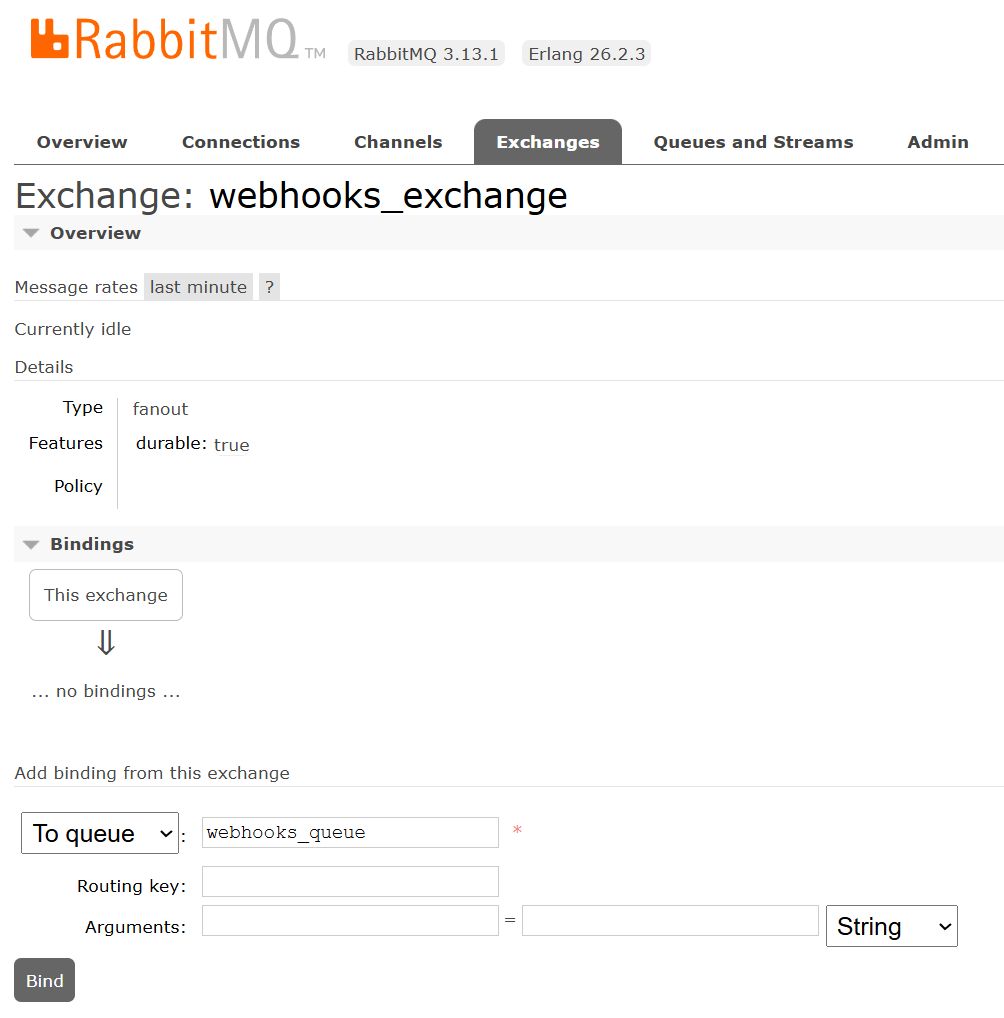 RabbitMQ TM RabbitMQ 3.13.1 Erlang 26.2.3
Overview Connections Channels Exchanges Queues and Streams Admin
Exchange: webhooks_exchange
Overview
Message rates last minute ?
Currently idle
Details
Type fanout
Features durable: true
Policy
Bindings
This exchange
⇓
... no bindings ...
Add binding from this exchange
To queue : webhooks_queue *
Routing key:
Arguments: = String
Bind